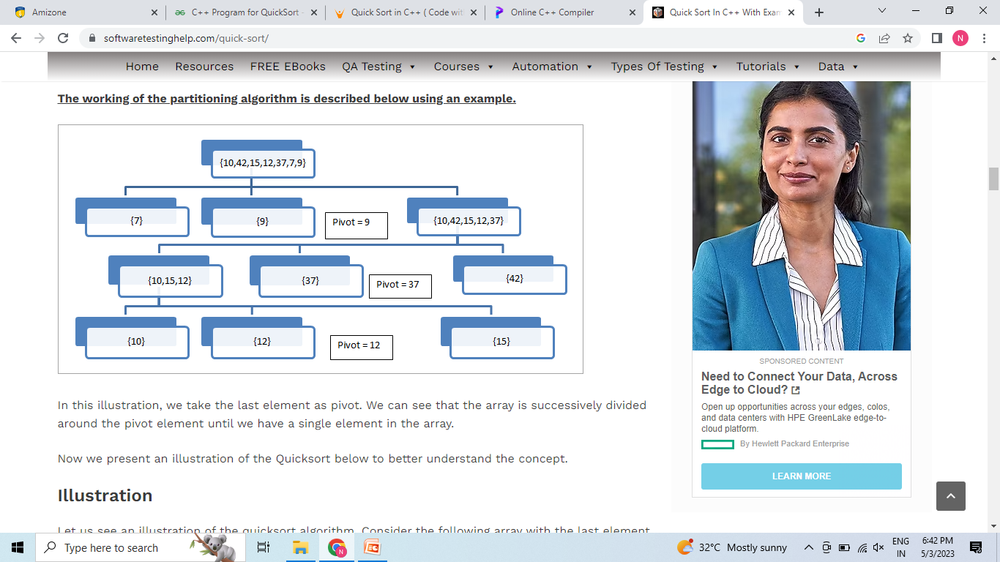 Amizone
C++ Program for QuickSort -
Quick Sort in C++ ( Code wit
Online C++ Compiler
Quick Sort In C++ With Exam
softwaretestinghelp.com/quick-sort/
N
Home Resources FREE EBooks QA Testing Courses Automation Types Of Testing Tutorials Data
The working of the partitioning algorithm is described below using an example.
{10,42,15,12,37,7,9}
{7} {9} Pivot = 9 {10,42,15,12,37}
{10,15,12} {37} Pivot = 37 {42}
{10} {12} Pivot = 12 {15}
In this illustration, we take the last element as pivot. We can see that the array is successively divided
around the pivot element until we have a single element in the array.
Now we present an illustration of the Quicksort below to better understand the concept.
Illustration
Let us see an illustration of the quicksort algorithm. Consider the following array with the last element
SPONSORED CONTENT
Need to Connect Your Data, Across
Edge to Cloud?
Open up opportunities across your edges, colos,
and data centers with HPE GreenLake edge-to-
cloud platform.
By Hewlett Packard Enterprise
LEARN MORE
Type here to search
N
32°C Mostly sunny
ENG
IN
6:42 PM
5/3/2023